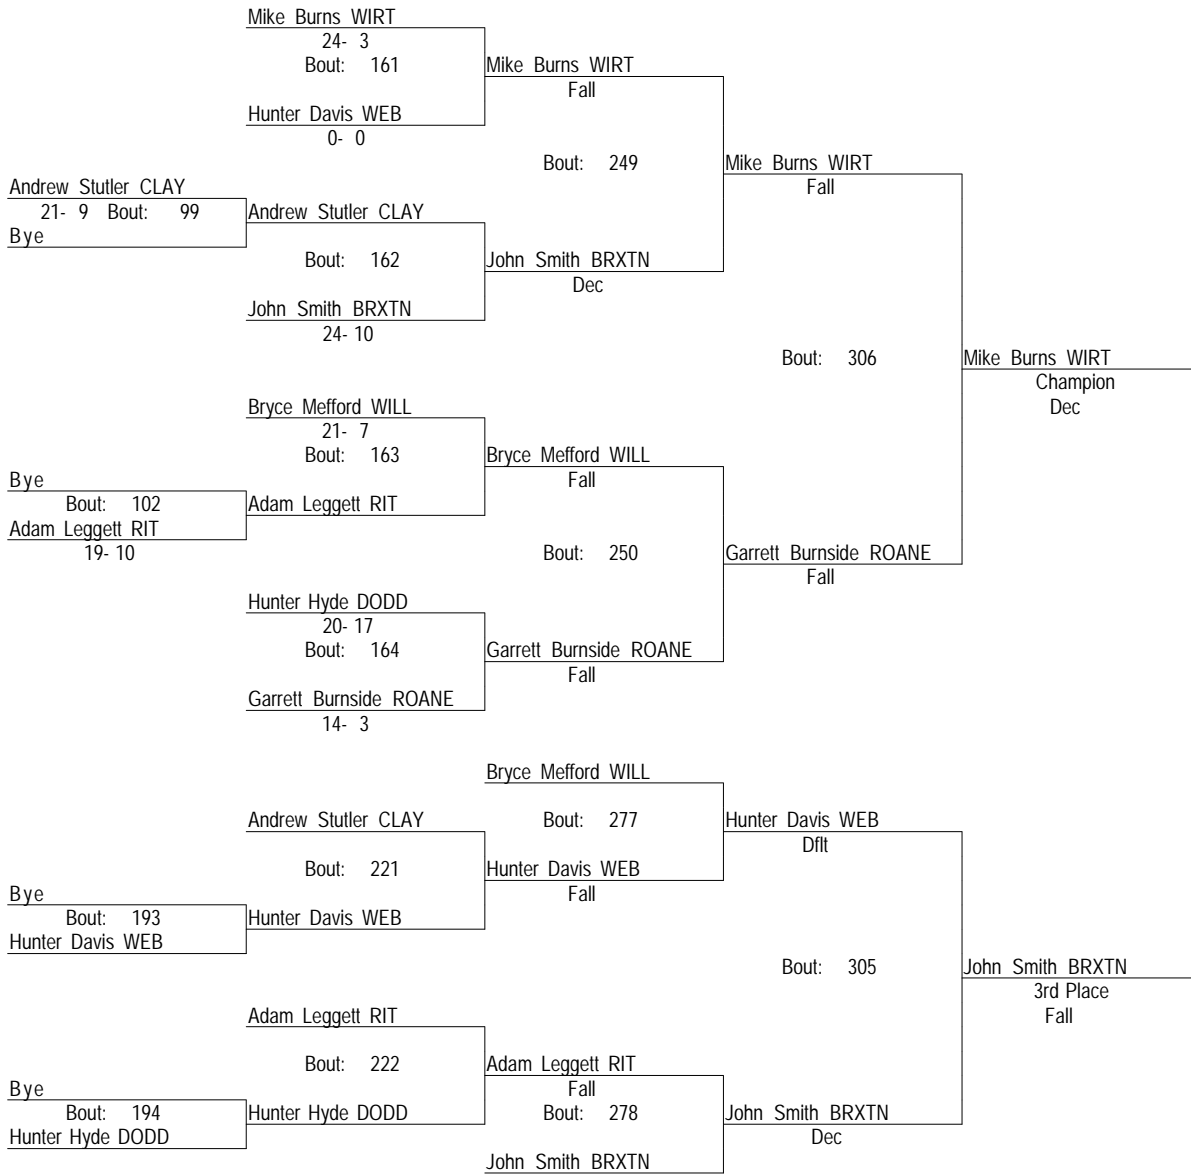 Mike Burns WIRT
24- 3
Bout: 161
Mike Burns WIRT
Fall
Hunter Davis WEB
0- 0
Bout: 249
Mike Burns WIRT
Fall
Andrew Stutler CLAY
21- 9 Bout: 99
Andrew Stutler CLAY
Bye
Bout: 162
John Smith BRXTN
Dec
John Smith BRXTN
24- 10
Bout: 306
Mike Burns WIRT
Champion
Dec
Bryce Mefford WILL
21- 7
Bout: 163
Bryce Mefford WILL
Fall
Bye
Bout: 102
Adam Leggett RIT
Adam Leggett RIT
19- 10
Bout: 250
Garrett Burnside ROANE
Fall
Hunter Hyde DODD
20- 17
Bout: 164
Garrett Burnside ROANE
Fall
Garrett Burnside ROANE
14- 3
Bryce Mefford WILL
Andrew Stutler CLAY
Bout: 277
Hunter Davis WEB
Dflt
Bout: 221
Hunter Davis WEB
Fall
Bye
Bout: 193
Hunter Davis WEB
Hunter Davis WEB
Bout: 305
John Smith BRXTN
3rd Place
Fall
Adam Leggett RIT
Bout: 222
Adam Leggett RIT
Fall
Bye
Bout: 194
Hunter Hyde DODD
Bout: 278
John Smith BRXTN
Dec
Hunter Hyde DODD
John Smith BRXTN